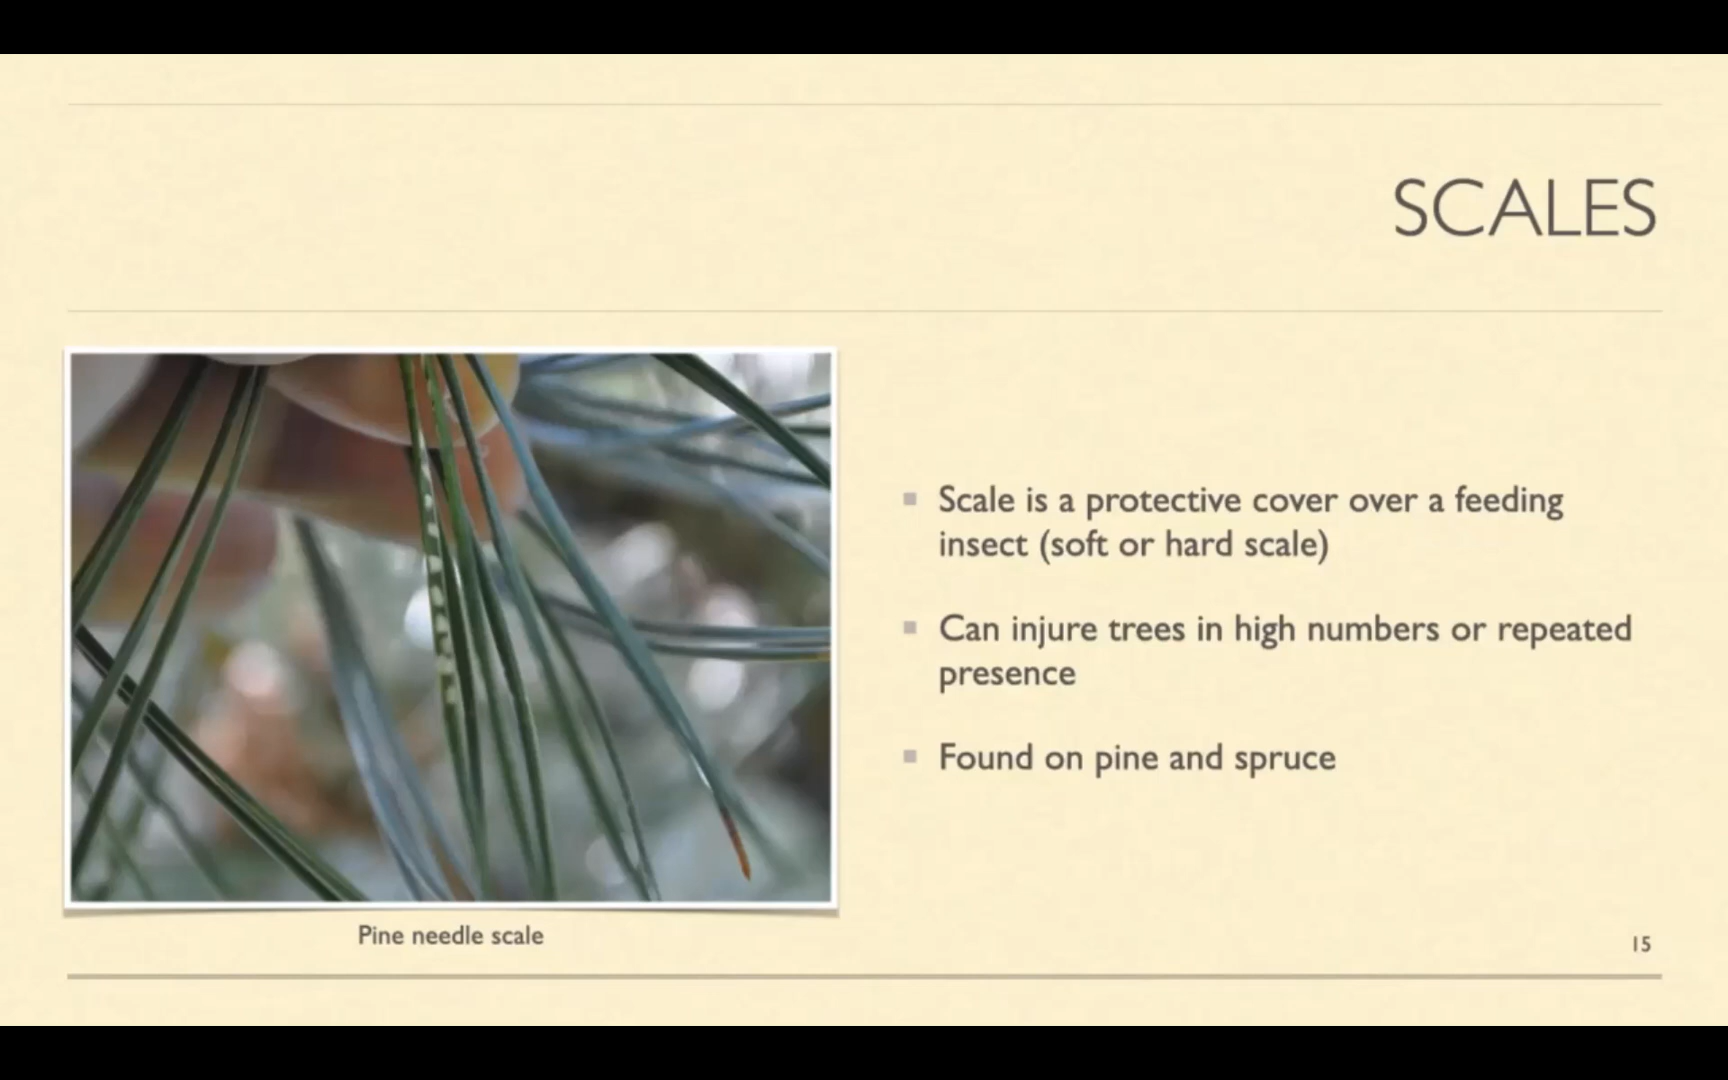 SCALES
Scale is a protective cover over a feeding
insect (soft or hard scale)
Can injure trees in high numbers or repeated
presence
Found on pine and spruce
Pine needle scale
15